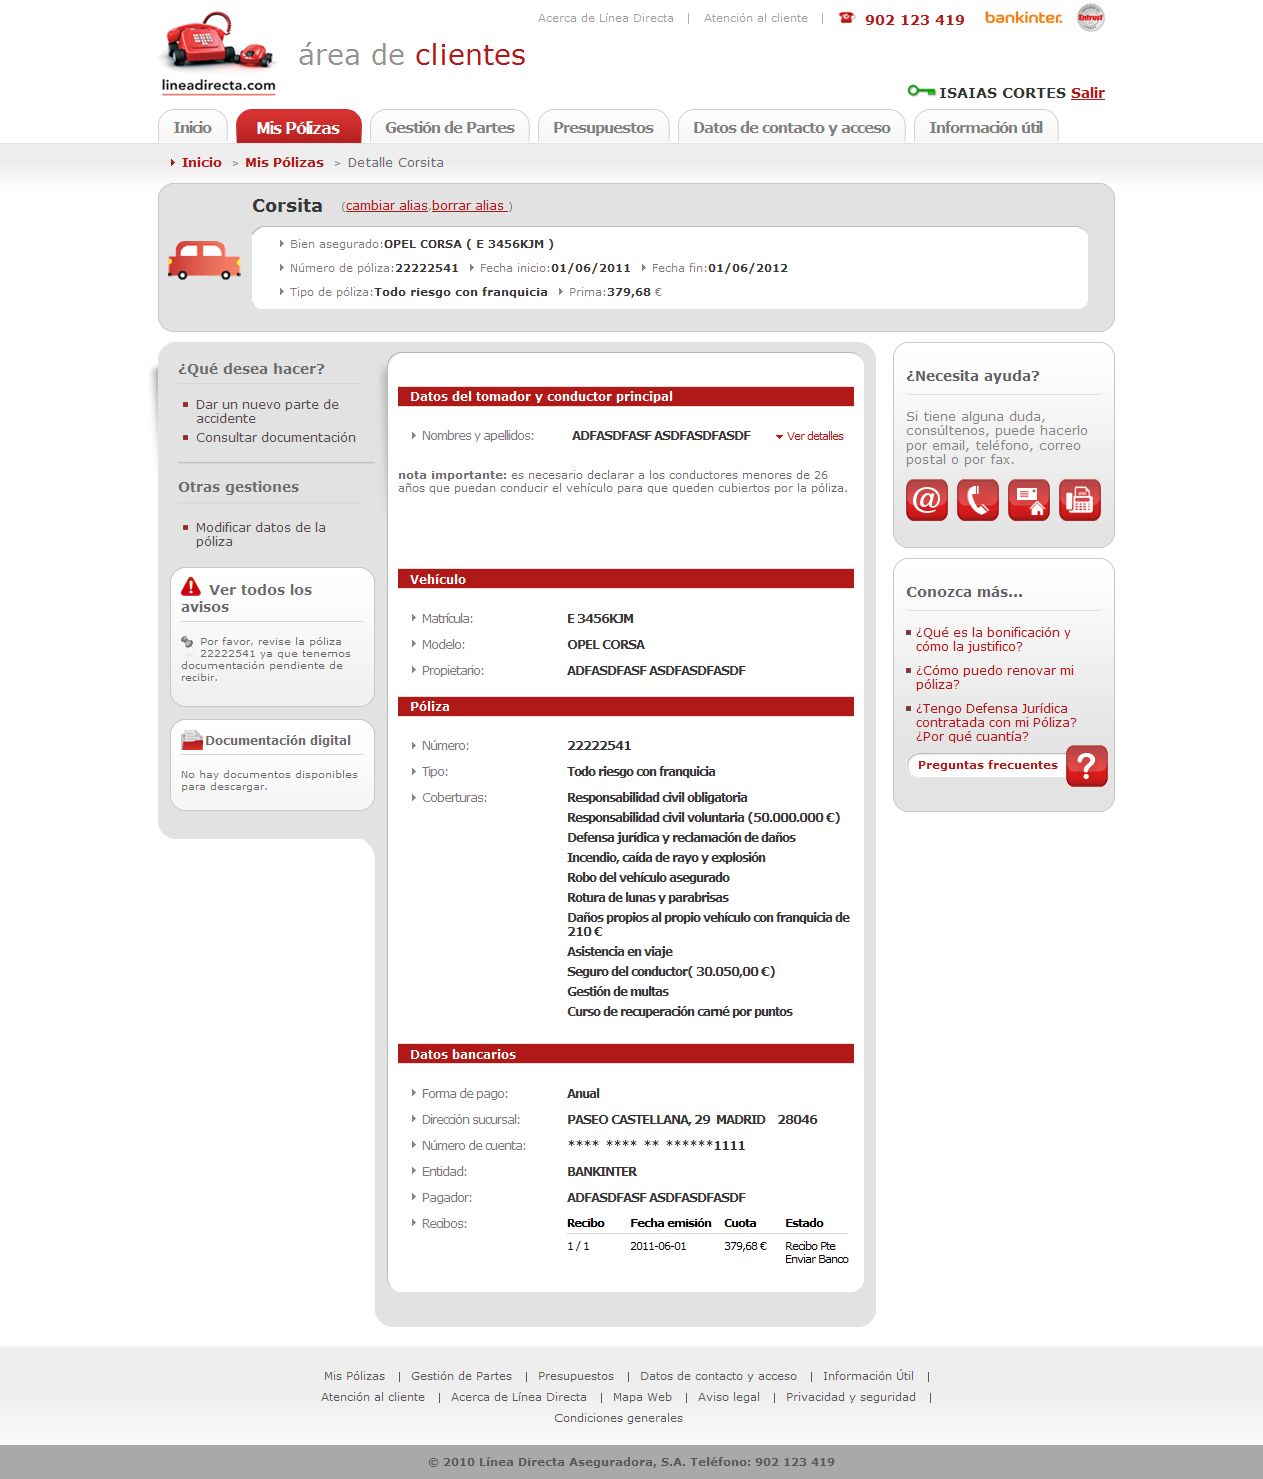 Acerca de Línea Directa | Atención al cliente | 902 123 419 bankinter. Entrust
lineadirecta.com
área de clientes
ISAIAS CORTES Salir
Inicio Mis Pólizas Gestión de Partes Presupuestos Datos de contacto y acceso Información útil
Inicio > Mis Pólizas > Detalle Corsita
Corsita (cambiar alias,borrar alias )
Bien asegurado:OPEL CORSA ( E 3456KJM )
Número de póliza:22222541 Fecha inicio:01/06/2011 Fecha fin:01/06/2012
Tipo de póliza:Todo riesgo con franquicia Prima:379,68 €
¿Qué desea hacer?
Dar un nuevo parte de
accidente
Consultar documentación
Otras gestiones
Modificar datos de la
póliza
Ver todos los
avisos
Por favor, revise la póliza
22222541 ya que tenemos
documentación pendiente de
recibir.
Documentación digital
No hay documentos disponibles
para descargar.
Datos del tomador y conductor principal
Nombres y apellidos: ADFASDFASF ASDFASDFASDF Ver detalles
nota importante: es necesario declarar a los conductores menores de 26
años que puedan conducir el vehículo para que queden cubiertos por la póliza.
Vehículo
Matrícula: E 3456KJM
Modelo: OPEL CORSA
Propietario: ADFASDFASF ASDFASDFASDF
Póliza
Número: 22222541
Tipo: Todo riesgo con franquicia
Coberturas: Responsabilidad civil obligatoria
Responsabilidad civil voluntaria (50.000.000 €)
Defensa jurídica y reclamación de daños
Incendio, caída de rayo y explosión
Robo del vehículo asegurado
Rotura de lunas y parabrisas
Daños propios al propio vehículo con franquicia de
210 €
Asistencia en viaje
Seguro del conductor( 30.050,00 €)
Gestión de multas
Curso de recuperación carné por puntos
Datos bancarios
Forma de pago: Anual
Dirección sucursal: PASEO CASTELLANA, 29 MADRID 28046
Número de cuenta: **** **** ** ******1111
Entidad: BANKINTER
Pagador: ADFASDFASF ASDFASDFASDF
Recibos: Recibo Fecha emisión Cuota Estado
1 / 1 2011-06-01 379,68 € Recibo Pte
Enviar Banco
¿Necesita ayuda?
Si tiene alguna duda,
consúltenos, puede hacerlo
por email, teléfono, correo
postal o por fax.
Conozca más...
¿Qué es la bonificación y
cómo la justifico?
¿Cómo puedo renovar mi
póliza?
¿Tengo Defensa Jurídica
contratada con mi Póliza?
¿Por qué cuantía?
Preguntas frecuentes ?
Mis Pólizas | Gestión de Partes | Presupuestos | Datos de contacto y acceso | Información Útil |
Atención al cliente | Acerca de Línea Directa | Mapa Web | Aviso legal | Privacidad y seguridad |
Condiciones generales
© 2010 Línea Directa Aseguradora, S.A. Teléfono: 902 123 419